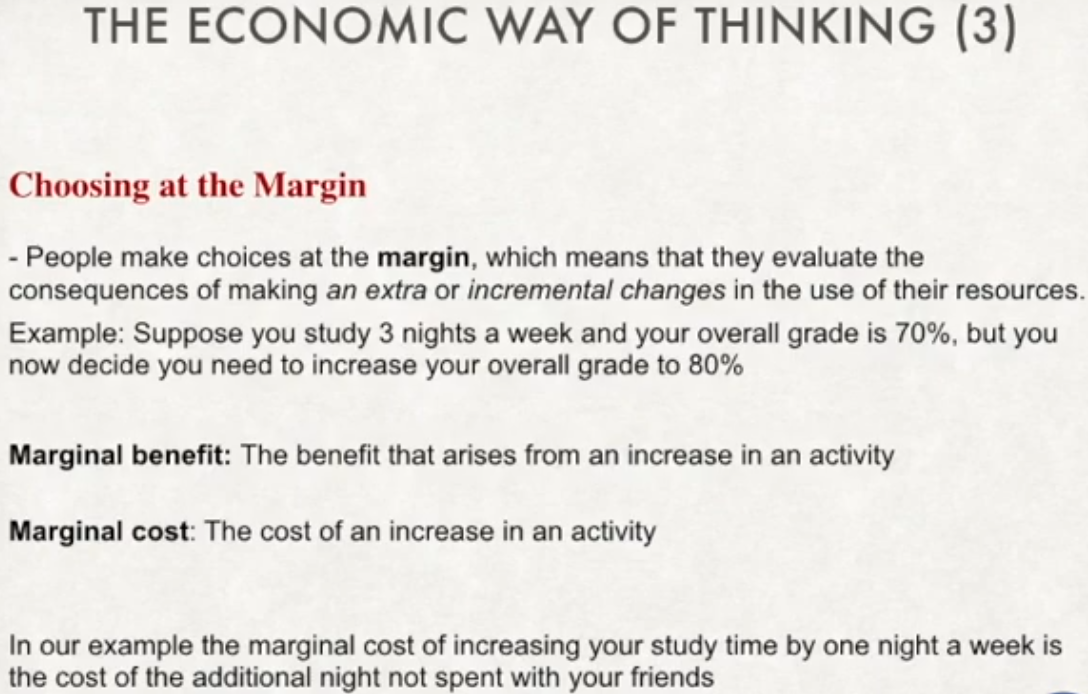 THE ECONOMIC WAY OF THINKING (3)
Choosing at the Margin
- People make choices at the margin, which means that they evaluate the
consequences of making an extra or incremental changes in the use of their resources.
Example: Suppose you study 3 nights a week and your overall grade is 70%, but you
now decide you need to increase your overall grade to 80%
Marginal benefit: The benefit that arises from an increase in an activity
Marginal cost: The cost of an increase in an activity
In our example the marginal cost of increasing your study time by one night a week is
the cost of the additional night not spent with your friends